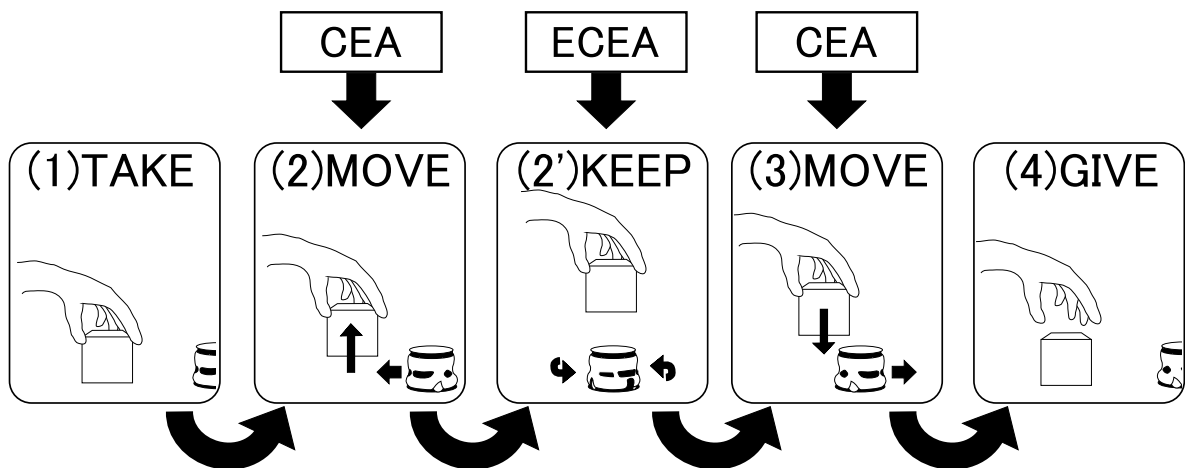 CEA
ECEA
CEA
(1)TAKE
(2)MOVE
(2')KEEP
(3)MOVE
(4)GIVE